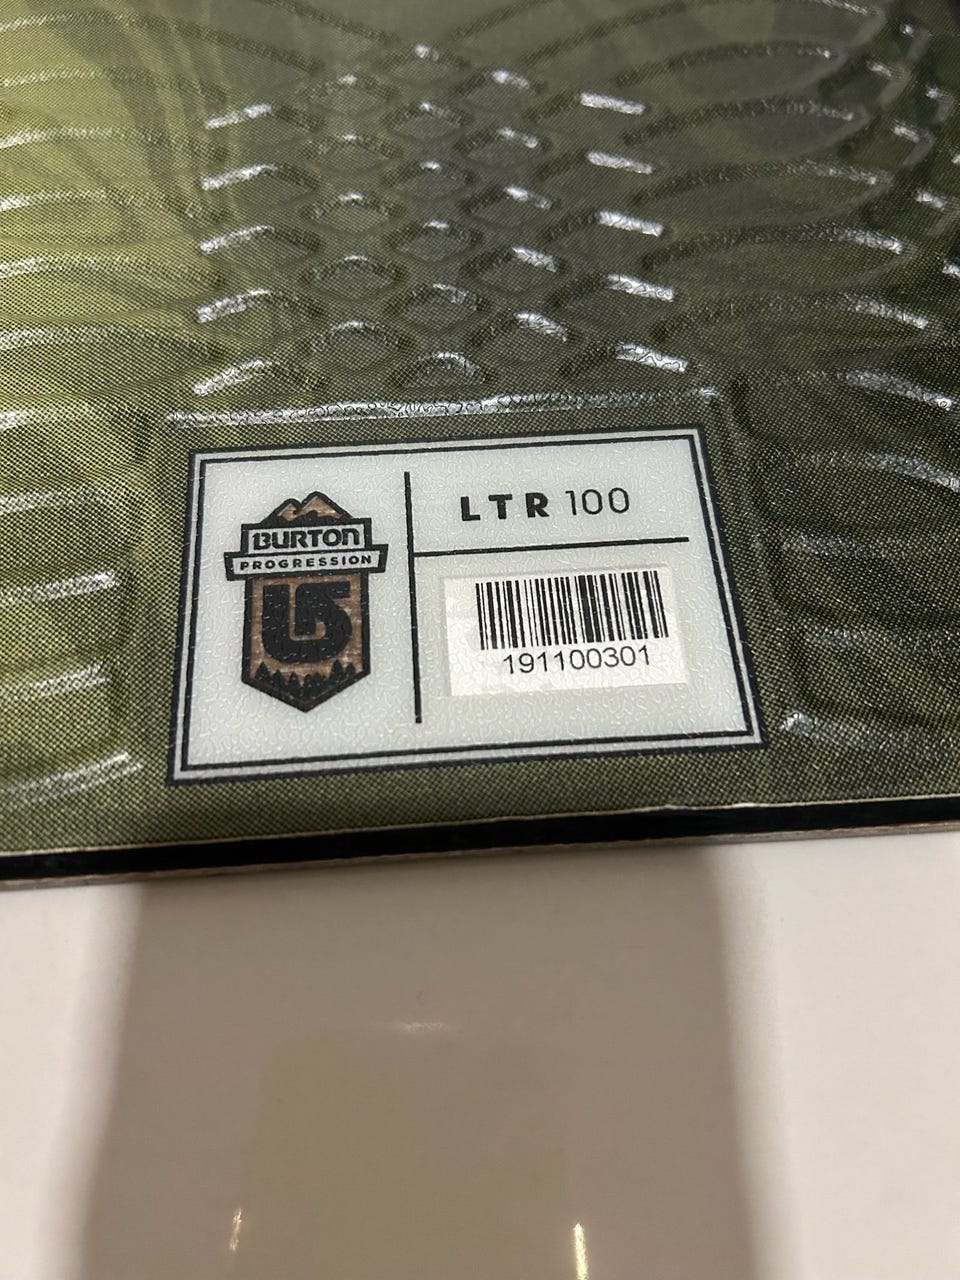 BURTON
PROGRESSION
LTR 100
191100301